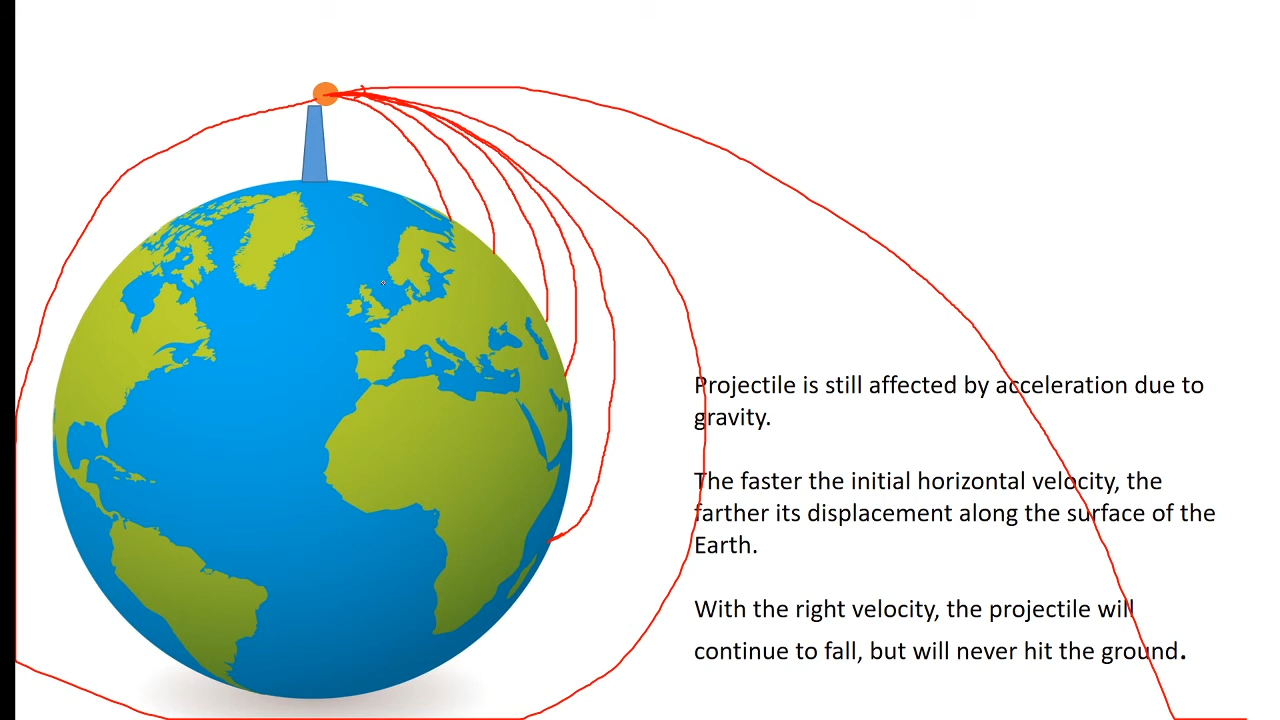 Projectile is still affected by acceleration due to
gravity.
The faster the initial horizontal velocity, the
farther its displacement along the surface of the
Earth.
With the right velocity, the projectile will
continue to fall, but will never hit the ground.